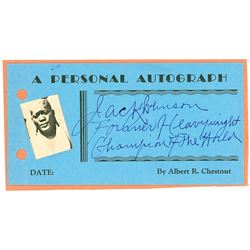 A PERSONAL AUTOGRAPH
Jack Johnson
Former Heavyweight
Champion of The World
DATE:
By Albert R. Chestnut